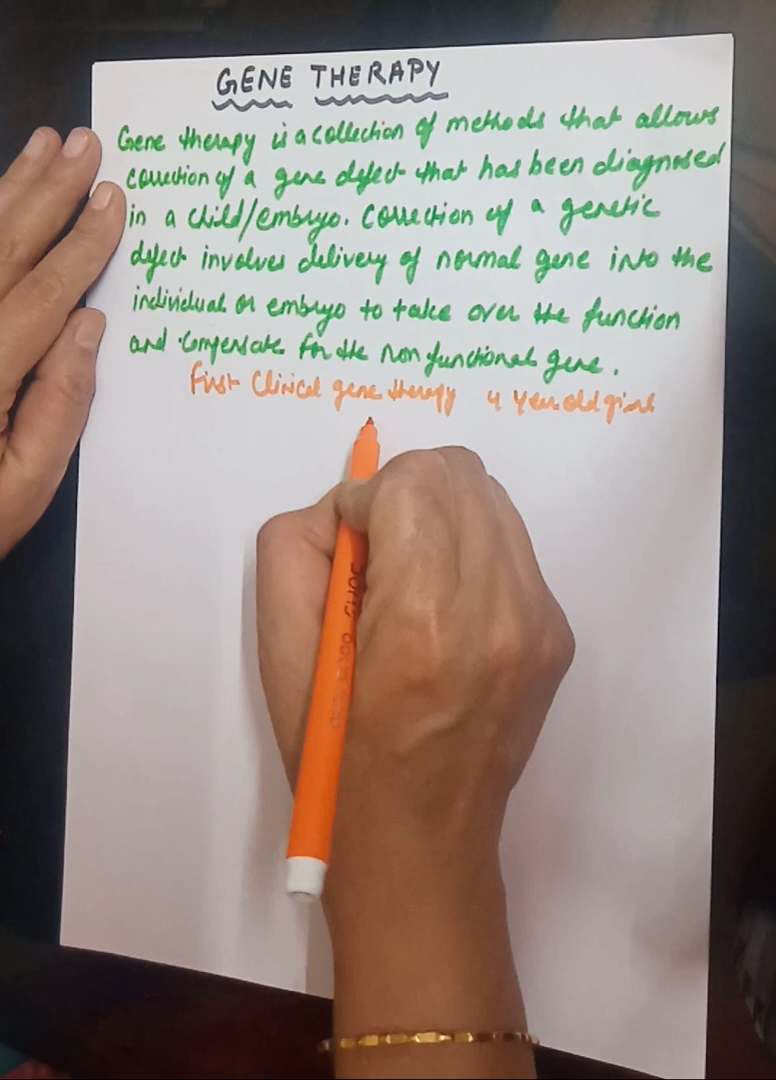 GENE THERAPY
Gene therapy is a collection of methods that allows
correction of a gene defect that has been diagnosed
in a child/embryo. Correction of a genetic
defect involves delivery of normal gene into the
individual or embryo to take over the function
and compensate for the non functional gene.
First Clinical gene therapy 4 year old girl